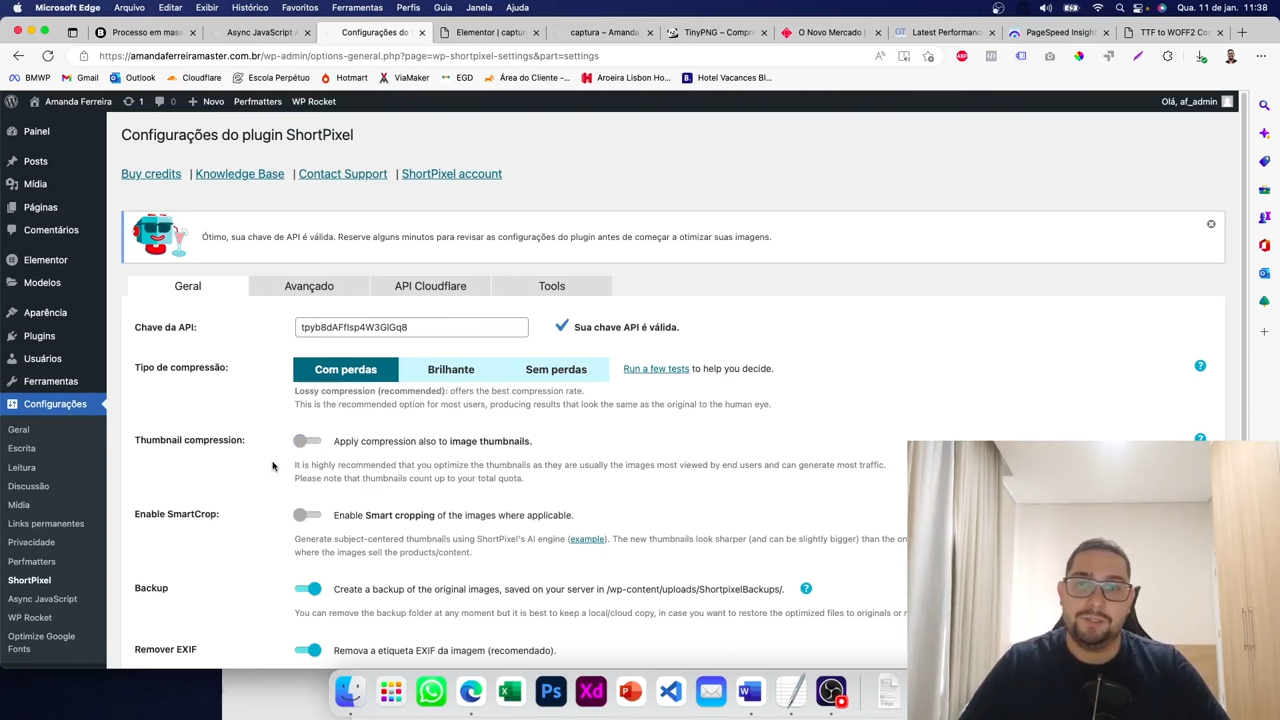 Microsoft Edge Arquivo Editar Exibir Histórico Favoritos Ferramentas Perfis Guia Janela Ajuda
Qua. 11 de jan. 11:38
Processo em mass
Async JavaScript A
Configurações do
Elementor | captur
captura – Amanda
TinyPNG – Compre
O Novo Mercado |
Latest Performanc
PageSpeed Insigh
TTF to WOFF2 Con
https://amandaferreiramaster.com.br/wp-admin/options-general.php?page=wp-shortpixel-settings&part=settings
BMWP Gmail Outlook Cloudflare Escola Perpétuo Hotmart ViaMaker EGD Área do Cliente -... Aroeira Lisbon Ho... Hotel Vacances Bl...
Amanda Ferreira 1 0 Novo Perfmatters WP Rocket
Olá, af_admin
Painel
Posts
Mídia
Páginas
Comentários
Elementor
Modelos
Aparência
Plugins
Usuários
Ferramentas
Configurações
Geral
Escrita
Leitura
Discussão
Mídia
Links permanentes
Privacidade
Perfmatters
ShortPixel
Async JavaScript
WP Rocket
Optimize Google
Fonts
Configurações do plugin ShortPixel
Buy credits | Knowledge Base | Contact Support | ShortPixel account
Ótimo, sua chave de API é válida. Reserve alguns minutos para revisar as configurações do plugin antes de começar a otimizar suas imagens.
Geral Avançado API Cloudflare Tools
Chave da API:
Sua chave API é válida.
Tipo de compressão:
Com perdas Brilhante Sem perdas
Run a few tests to help you decide.
Lossy compression (recommended): offers the best compression rate.
This is the recommended option for most users, producing results that look the same as the original to the human eye.
Thumbnail compression:
Apply compression also to image thumbnails.
It is highly recommended that you optimize the thumbnails as they are usually the images most viewed by end users and can generate most traffic.
Please note that thumbnails count up to your total quota.
Enable SmartCrop:
Enable Smart cropping of the images where applicable.
Generate subject-centered thumbnails using ShortPixel's AI engine (example). The new thumbnails look sharper (and can be slightly bigger) than the
where the images sell the products/content.
Backup
Create a backup of the original images, saved on your server in /wp-content/uploads/ShortpixelBackups/.
You can remove the backup folder at any moment but it is best to keep a local/cloud copy, in case you want to restore the optimized files to originals or
Remover EXIF
Remova a etiqueta EXIF da imagem (recomendado).